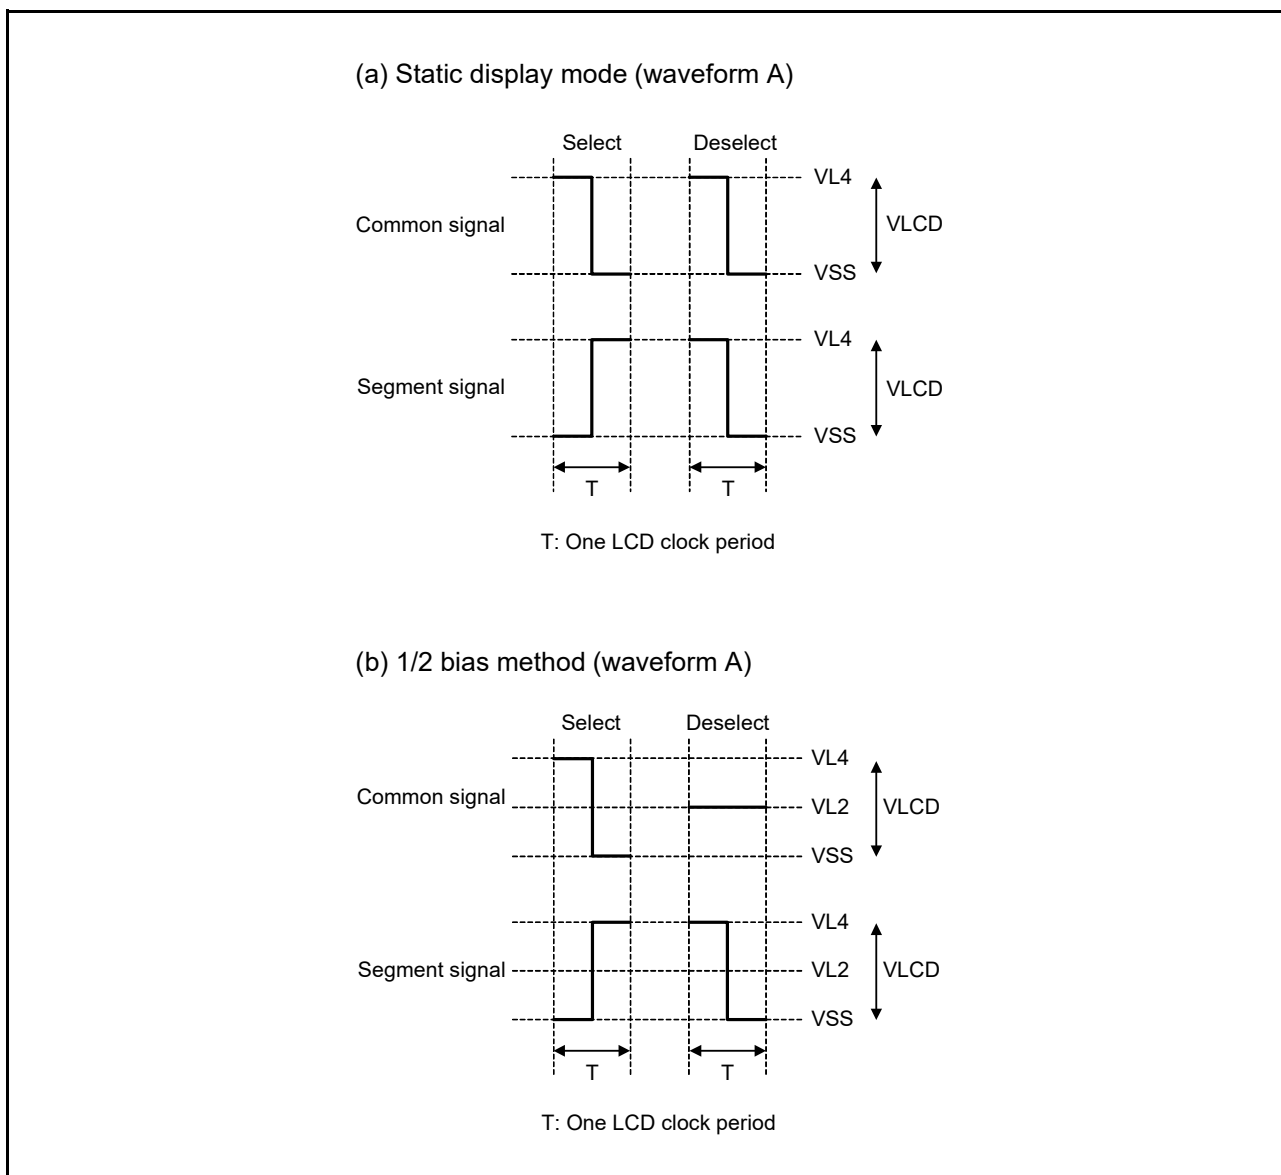 (a) Static display mode (waveform A)
Select
Deselect
VL4
Common signal
VLCD
VSS
VL4
Segment signal
VLCD
VSS
T
T
T: One LCD clock period
(b) 1/2 bias method (waveform A)
Select
Deselect
VL4
Common signal
VL2
VLCD
VSS
VL4
Segment signal
VL2
VLCD
VSS
T
T
T: One LCD clock period